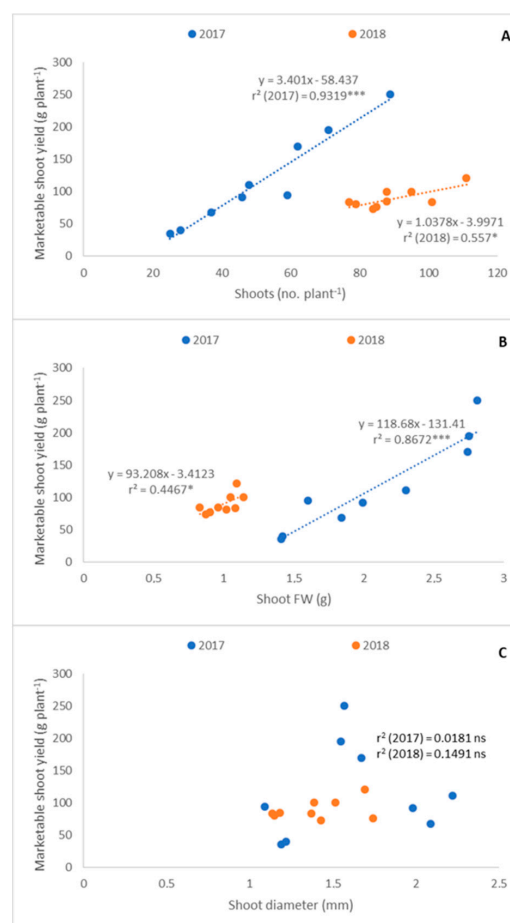 2017 2018 A
300
250
200
150
100
50
0
y = 3.401x - 58.437
r² (2017) = 0.9319***
y = 1.0378x - 3.9971
r² (2018) = 0.557*
0 20 40 60 80 100 120
Marketable shoot yield (g plant⁻¹)
Shoots (no. plant⁻¹)
2017 2018 B
300
250
200
150
100
50
0
y = 118.68x - 131.41
r² = 0.8672***
y = 93.208x - 3.4123
r² = 0.4467*
0 0.5 1 1.5 2 2.5 3
Marketable shoot yield (g plant⁻¹)
Shoot FW (g)
2017 2018 C
300
250
200
150
100
50
0
r² (2017) = 0.0181 ns
r² (2018) = 0.1491 ns
0 0.5 1 1.5 2 2.5
Marketable shoot yield (g plant⁻¹)
Shoot diameter (mm)